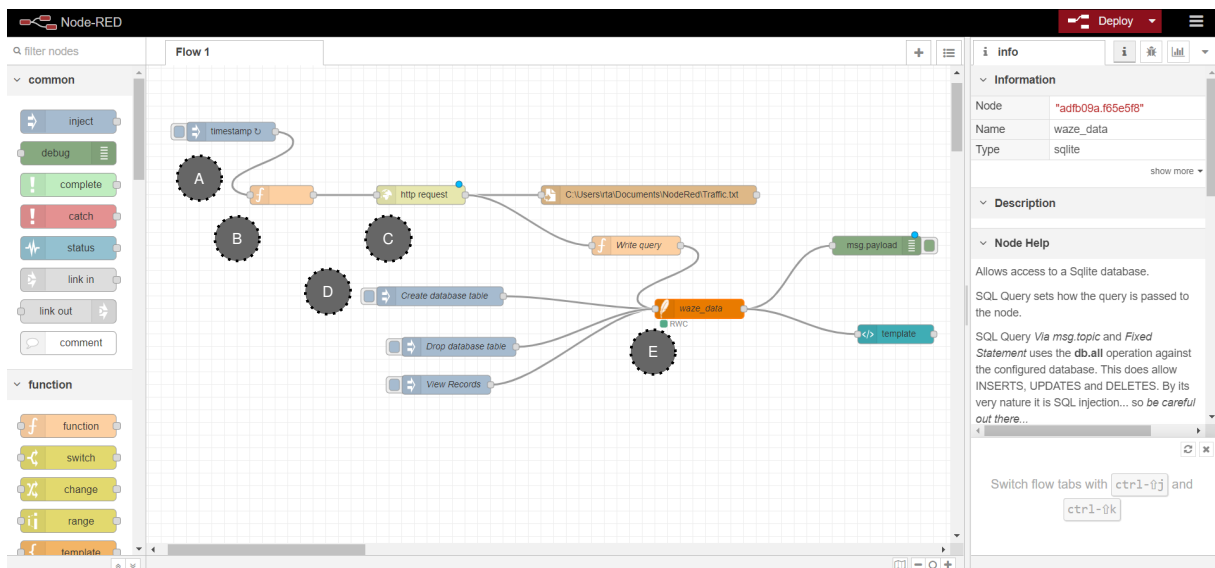 Node-RED
Deploy
filter nodes
Flow 1
i info
i
common
inject
debug
complete
catch
status
link in
link out
comment
function
function
switch
change
range
template
timestamp ↻
A
f
http request
C:\Users\rta\Documents\NodeRed\Traffic.txt
B
C
f Write query
msg.payload
D
Create database table
waze_data
RWC
template
Drop database table
E
View Records
Information
Node "adfb09a.f65e5f8"
Name waze_data
Type sqlite
show more
Description
Node Help
Allows access to a Sqlite database.
SQL Query sets how the query is passed to
the node.
SQL Query Via msg.topic and Fixed
Statement uses the db.all operation against
the configured database. This does allow
INSERTS, UPDATES and DELETES. By its
very nature it is SQL injection... so be careful
out there...
Switch flow tabs with ctrl-⇧j and
ctrl-⇧k